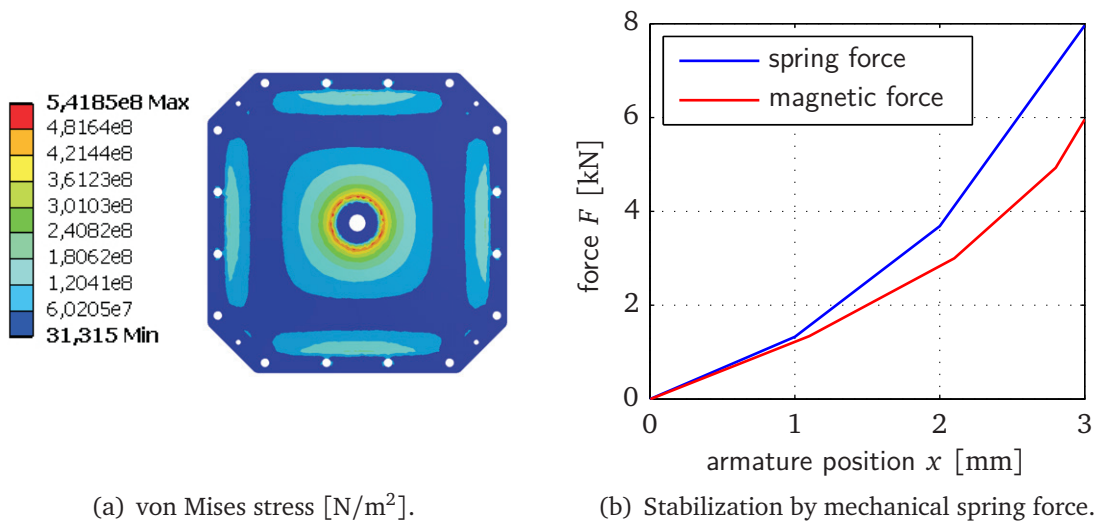 5,4185e8 Max
4,8164e8
4,2144e8
3,6123e8
3,0103e8
2,4082e8
1,8062e8
1,2041e8
6,0205e7
31,315 Min
(a) von Mises stress [N/m²].
8
6
4
2
0
force F [kN]
spring force
magnetic force
0 1 2 3
armature position x [mm]
(b) Stabilization by mechanical spring force.